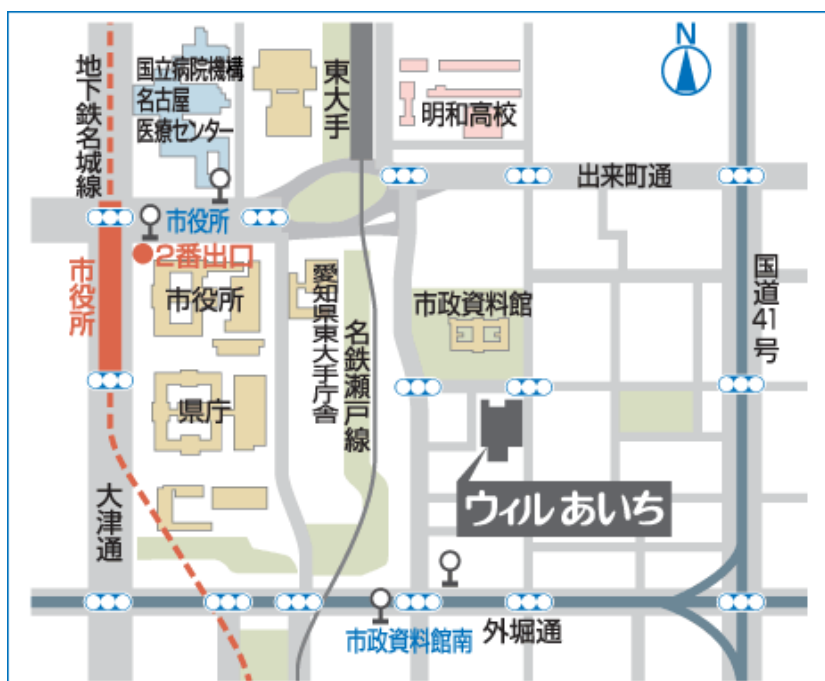 N
地下鉄名城線
国立病院機構
名古屋
医療センター
東大手
明和高校
出来町通
市役所
2番出口
市役所
市役所
愛知県東大手庁舎
名鉄瀬戸線
市政資料館
国道41号
県庁
大津通
ウィルあいち
市政資料館南
外堀通